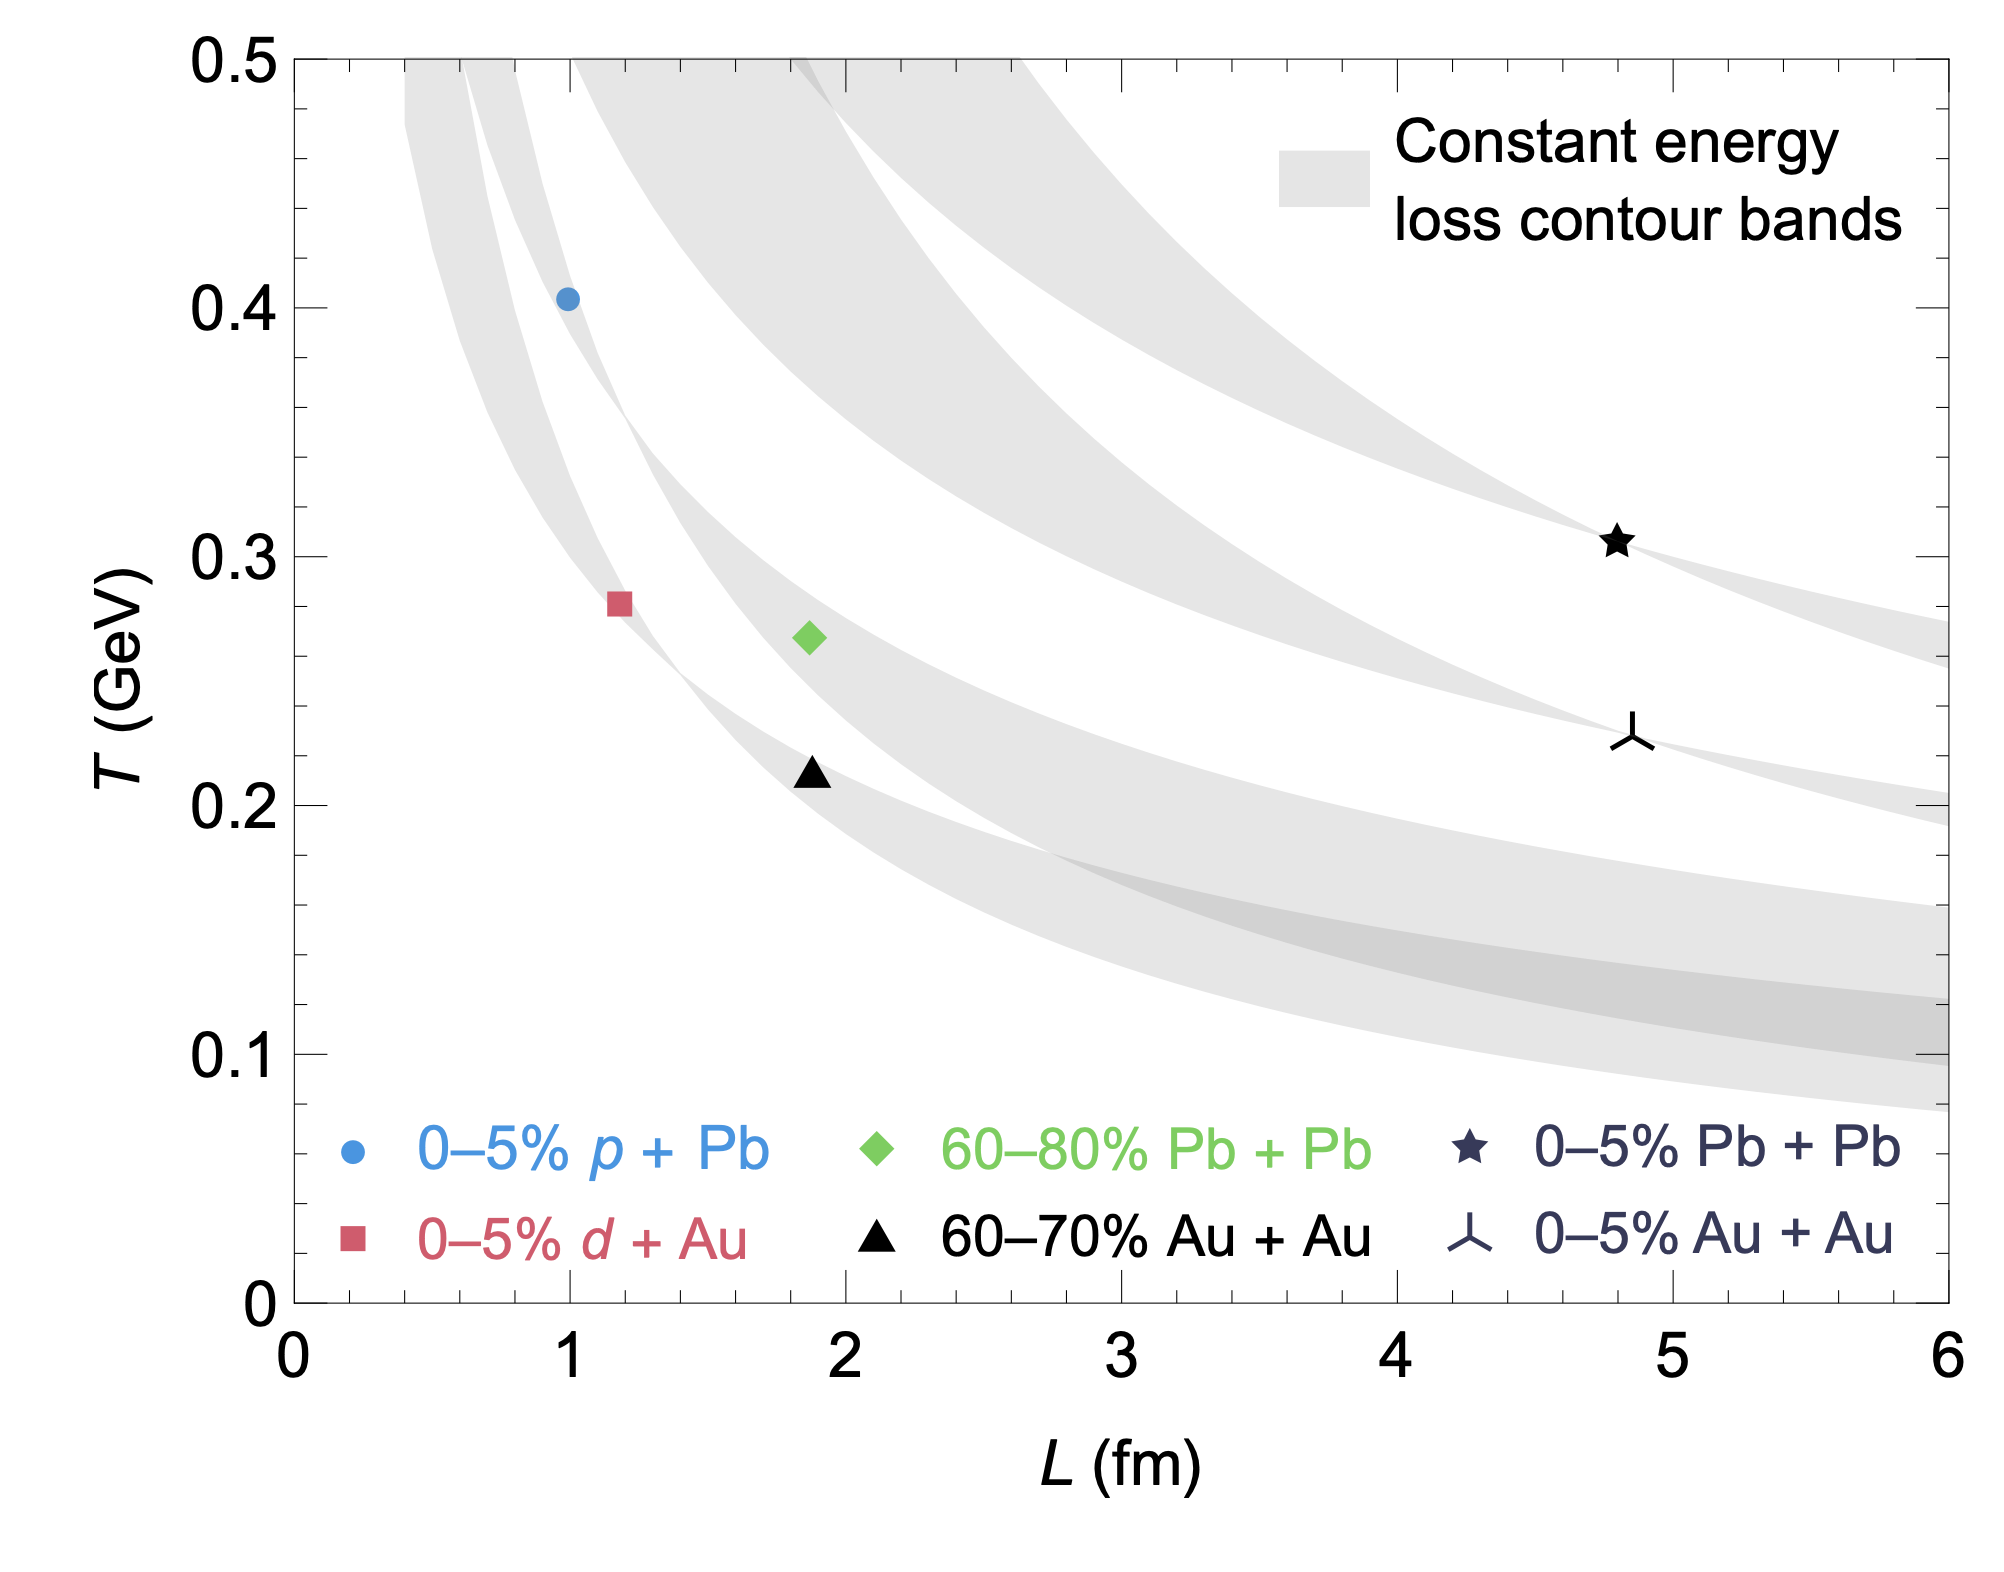 0.5
0.4
0.3
0.2
0.1
0
T (GeV)
Constant energy
loss contour bands
0–5% p + Pb
60–80% Pb + Pb
0–5% Pb + Pb
0–5% d + Au
60–70% Au + Au
0–5% Au + Au
0 1 2 3 4 5 6
L (fm)